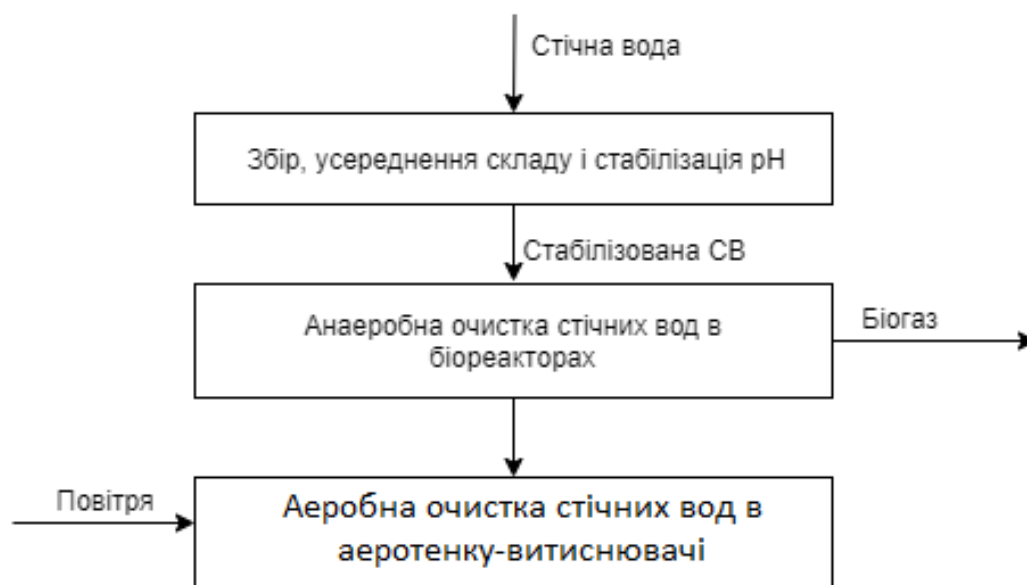 Стічна вода
Збір, усереднення складу і стабілізація pH
Стабілізована СВ
Анаеробна очистка стічних вод в
біореакторах
Біогаз
Повітря
Аеробна очистка стічних вод в
аеротенку-витиснювачі